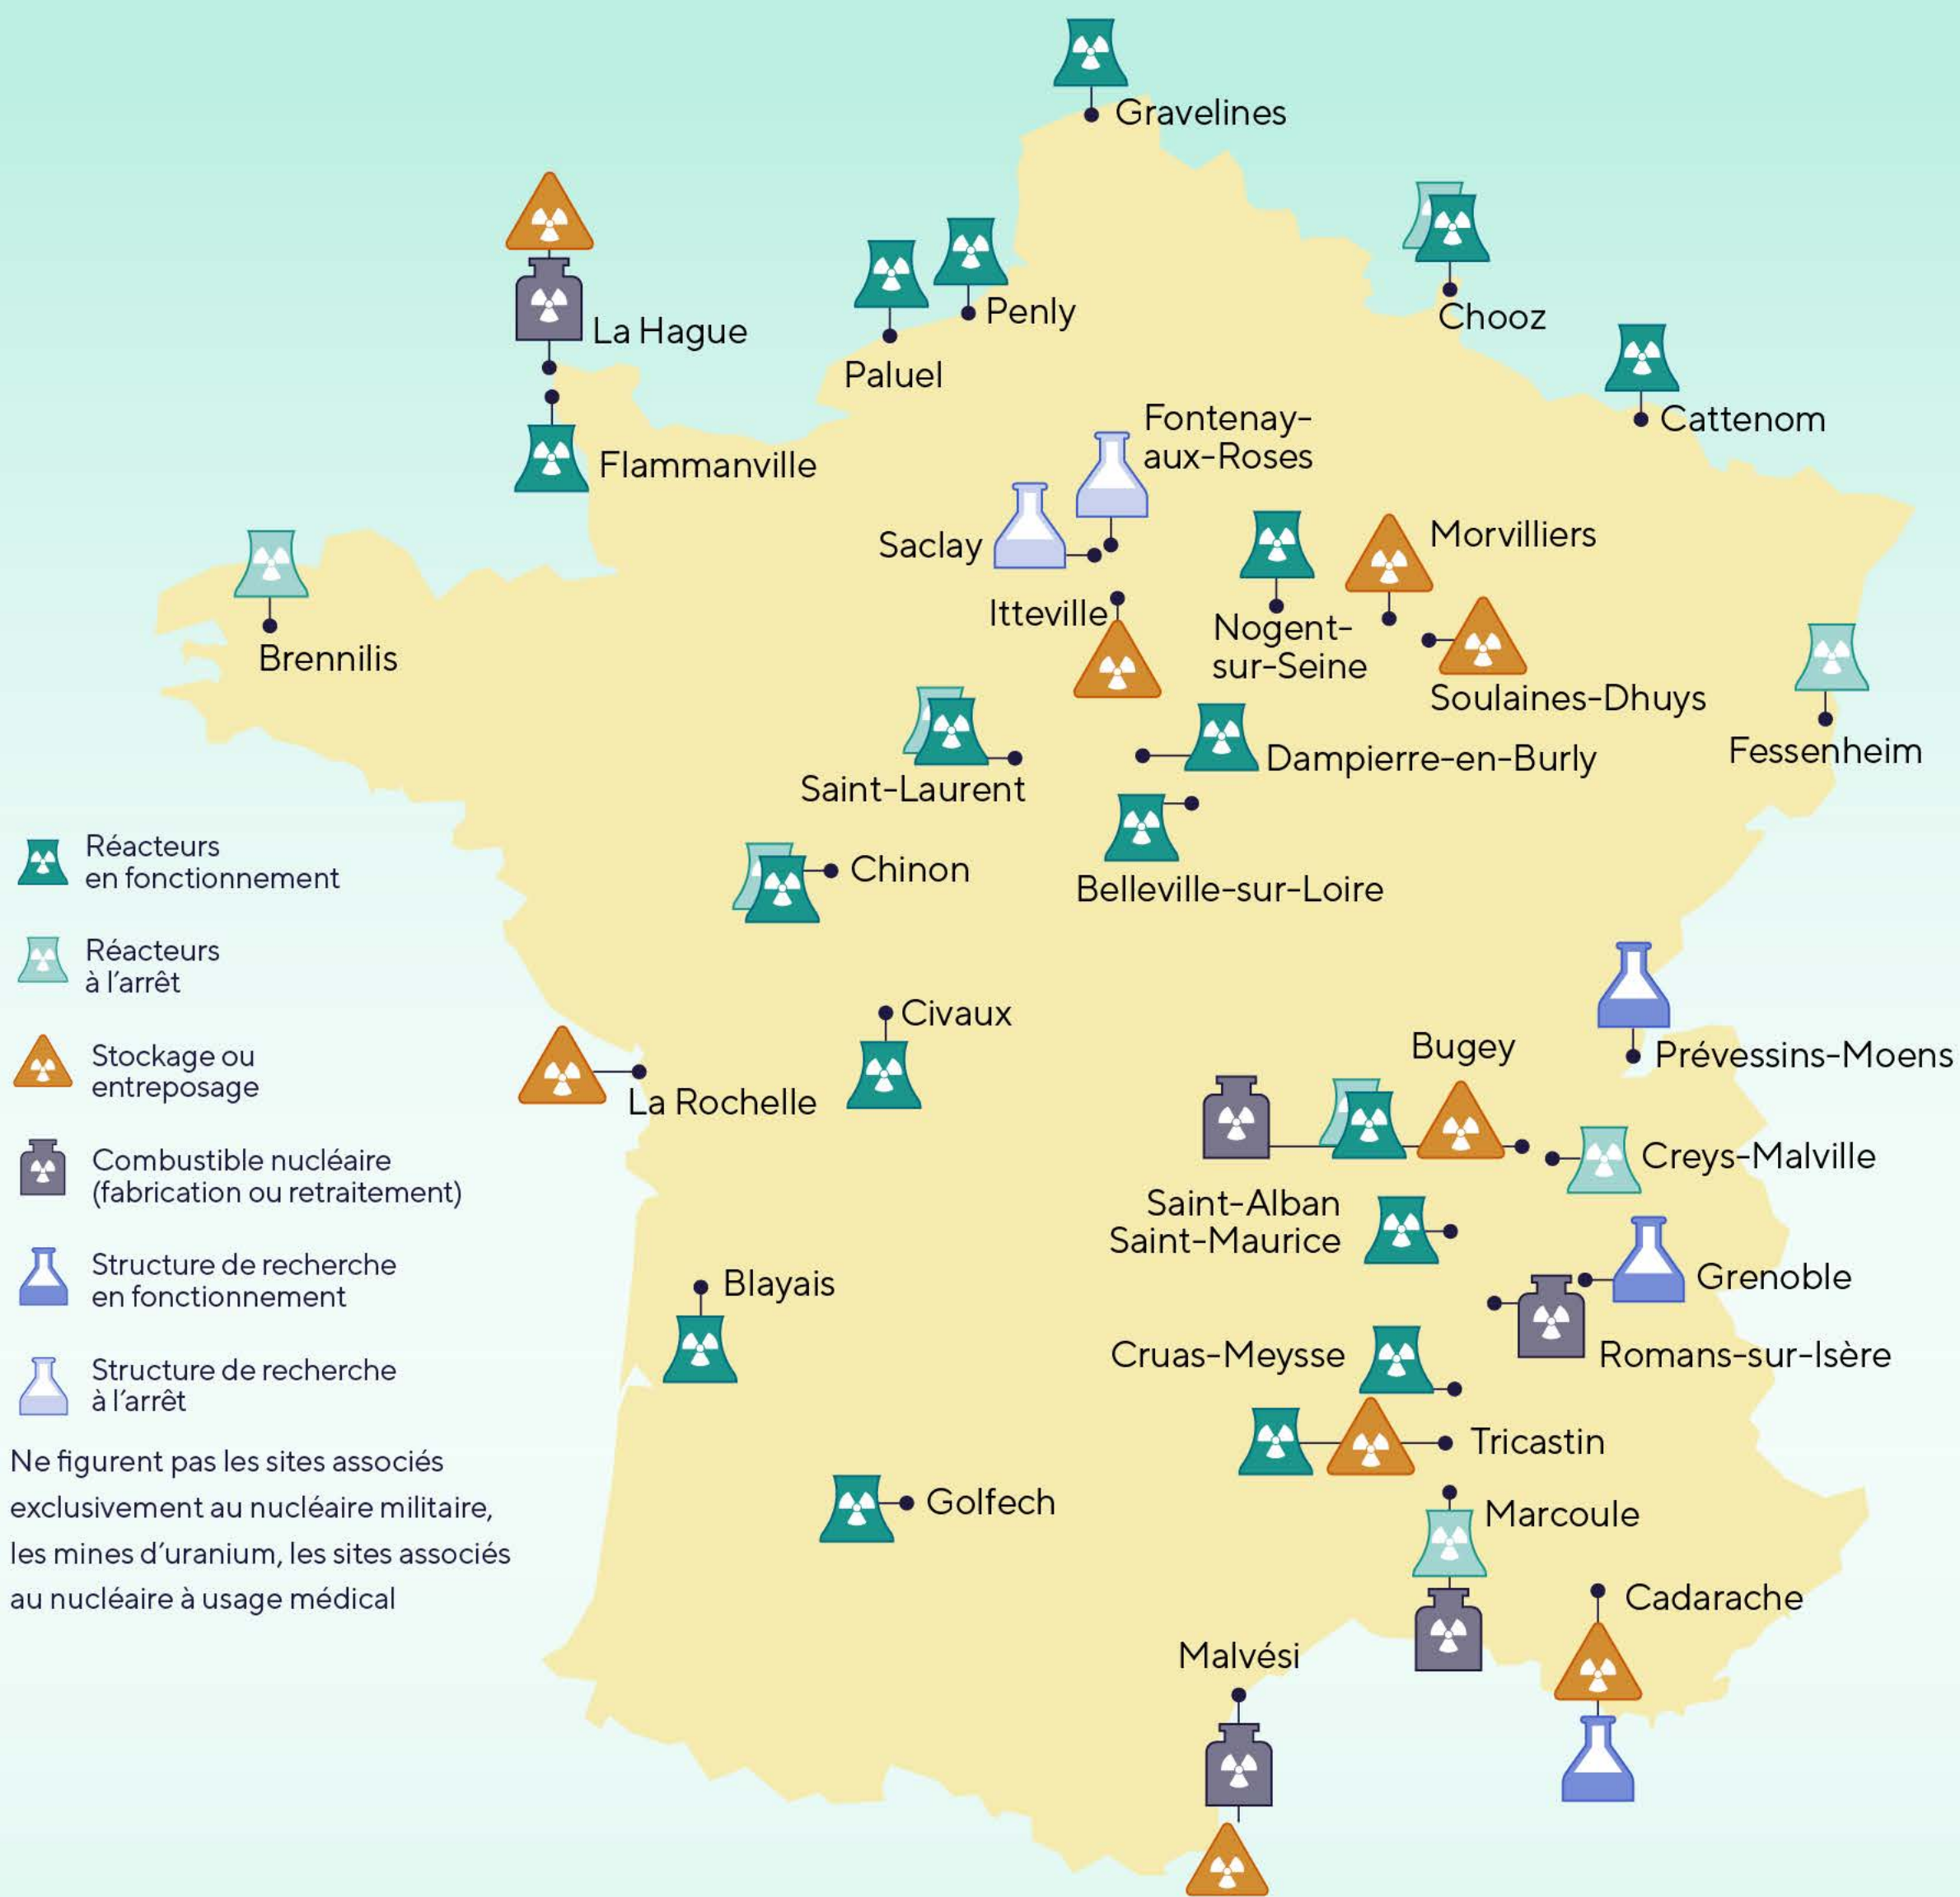 Gravelines
La Hague
Penly
Chooz
Paluel
Cattenom
Fontenay-
aux-Roses
Flammanville
Morvilliers
Saclay
Itteville
Nogent-
sur-Seine
Brennilis
Soulaines-Dhuys
Fessenheim
Dampierre-en-Burly
Saint-Laurent
Chinon
Belleville-sur-Loire
Civaux
Bugey
Prévessins-Moens
La Rochelle
Creys-Malville
Saint-Alban
Saint-Maurice
Grenoble
Blayais
Cruas-Meysse
Romans-sur-Isère
Tricastin
Golfech
Marcoule
Cadarache
Malvési
Réacteurs
en fonctionnement
Réacteurs
à l'arrêt
Stockage ou
entreposage
Combustible nucléaire
(fabrication ou retraitement)
Structure de recherche
en fonctionnement
Structure de recherche
à l'arrêt
Ne figurent pas les sites associés
exclusivement au nucléaire militaire,
les mines d'uranium, les sites associés
au nucléaire à usage médical